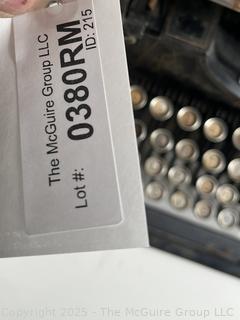 The McGuire Group LLC
Lot #: 0380RM
ID: 215
Copyright 2025 - The McGuire Group LLC